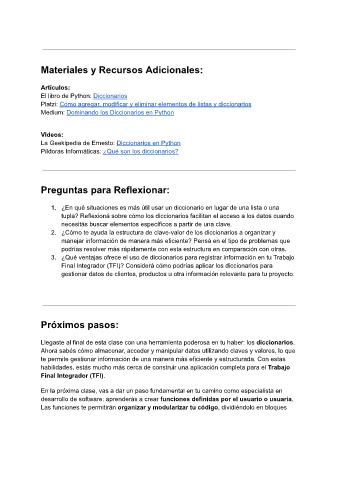 Materiales y Recursos Adicionales:
Artículos:
El libro de Python: Diccionarios
Platzi: Cómo agregar, modificar y eliminar elementos de listas y diccionarios
Medium: Dominando los Diccionarios en Python
Videos:
La Geekipedia de Ernesto: Diccionarios en Python
Píldoras Informáticas: ¿Qué son los diccionarios?
Preguntas para Reflexionar:
1. ¿En qué situaciones es más útil usar un diccionario en lugar de una lista o una
tupla? Reflexioná sobre cómo los diccionarios facilitan el acceso a los datos cuando
necesitás buscar elementos específicos a partir de una clave.
2. ¿Cómo te ayuda la estructura de clave-valor de los diccionarios a organizar y
manejar información de manera más eficiente? Pensá en el tipo de problemas que
podrías resolver más rápidamente con esta estructura en comparación con otras.
3. ¿Qué ventajas ofrece el uso de diccionarios para registrar información en tu Trabajo
Final Integrador (TFI)? Considerá cómo podrías aplicar los diccionarios para
gestionar datos de clientes, productos u otra información relevante para tu proyecto.
Próximos pasos:
Llegaste al final de esta clase con una herramienta poderosa en tu haber: los diccionarios.
Ahora sabés cómo almacenar, acceder y manipular datos utilizando claves y valores, lo que
te permite gestionar información de una manera más eficiente y estructurada. Con estas
habilidades, estás mucho más cerca de construir una aplicación completa para el Trabajo
Final Integrador (TFI).
En la próxima clase, vas a dar un paso fundamental en tu camino como especialista en
desarrollo de software: aprenderás a crear funciones definidas por el usuario o usuaria.
Las funciones te permitirán organizar y modularizar tu código, dividiéndolo en bloques